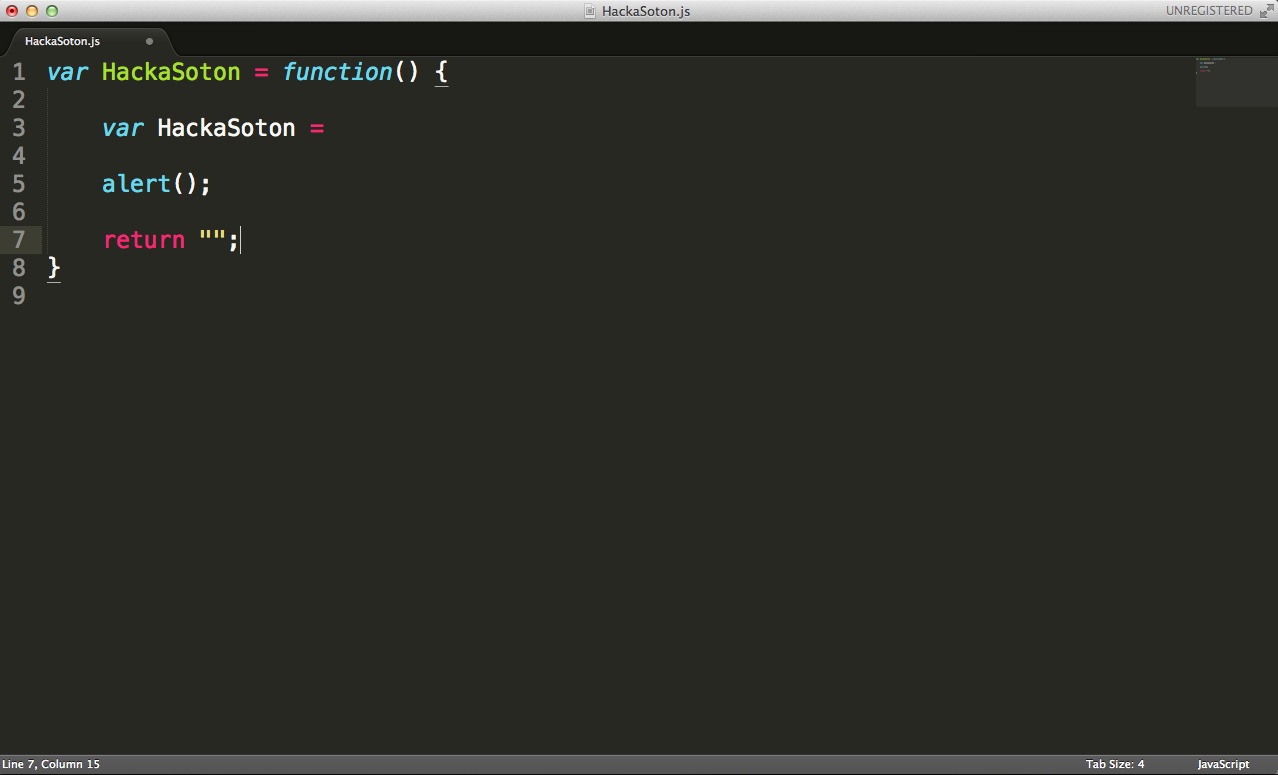 HackaSoton.js
UNREGISTERED
HackaSoton.js
1 var HackaSoton = function() {
2
3 var HackaSoton =
4
5 alert();
6
7 return "";
8 }
9
Line 7, Column 15
Tab Size: 4
JavaScript